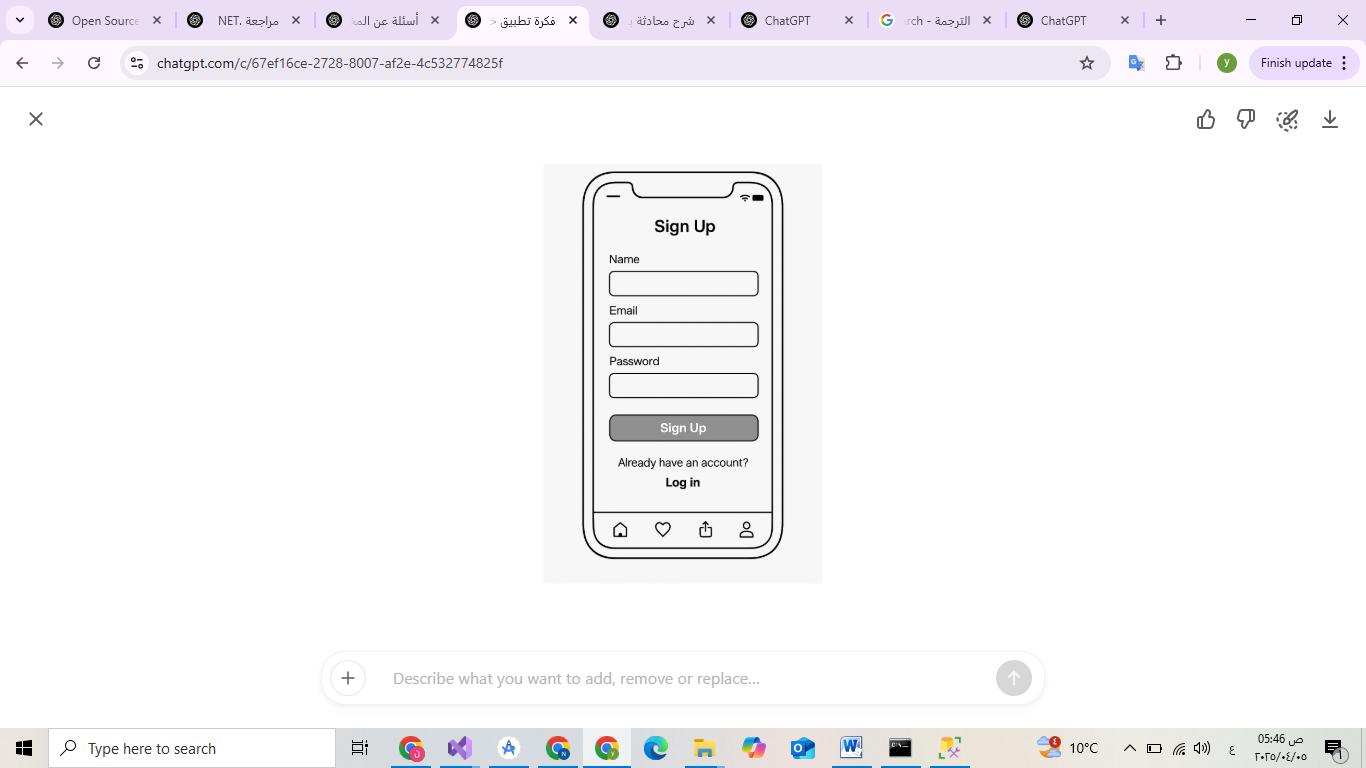 Open Source
مراجعة .NET
أسئلة عن الم
فكرة تطبيق >
شرح محادثة ب
ChatGPT
الترجمة - arch
ChatGPT
chatgpt.com/c/67ef16ce-2728-8007-af2e-4c532774825f
y
Finish update
Sign Up
Name
Email
Password
Sign Up
Already have an account?
Log in
Describe what you want to add, remove or replace...
Type here to search
10°C
ع
05:46 ص
٢٠٢٥/٠٤/٠٥
1